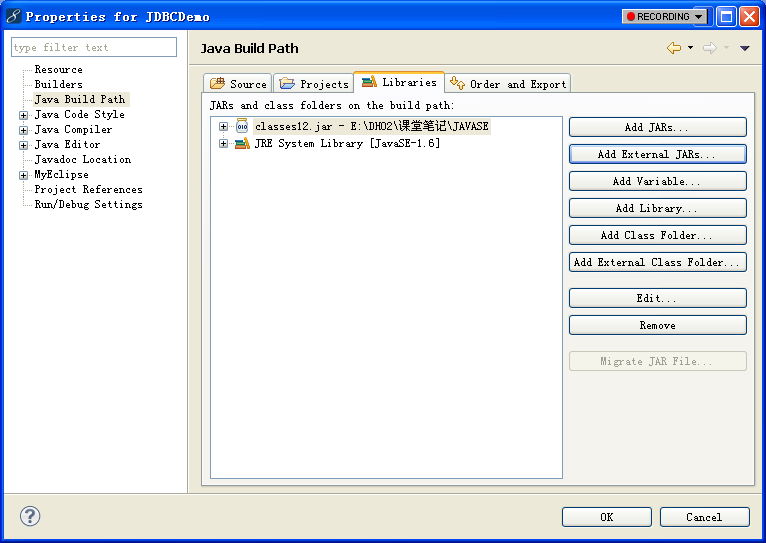 Properties for JDBCDemo
RECORDING
type filter text
Resource
Builders
Java Build Path
Java Code Style
Java Compiler
Java Editor
Javadoc Location
MyEclipse
Project References
Run/Debug Settings
Java Build Path
Source
Projects
Libraries
Order and Export
JARs and class folders on the build path:
classes12.jar - E:\DH02\课堂笔记\JAVASE
JRE System Library [JavaSE-1.6]
Add JARs...
Add External JARs...
Add Variable...
Add Library...
Add Class Folder...
Add External Class Folder...
Edit...
Remove
Migrate JAR File...
OK
Cancel